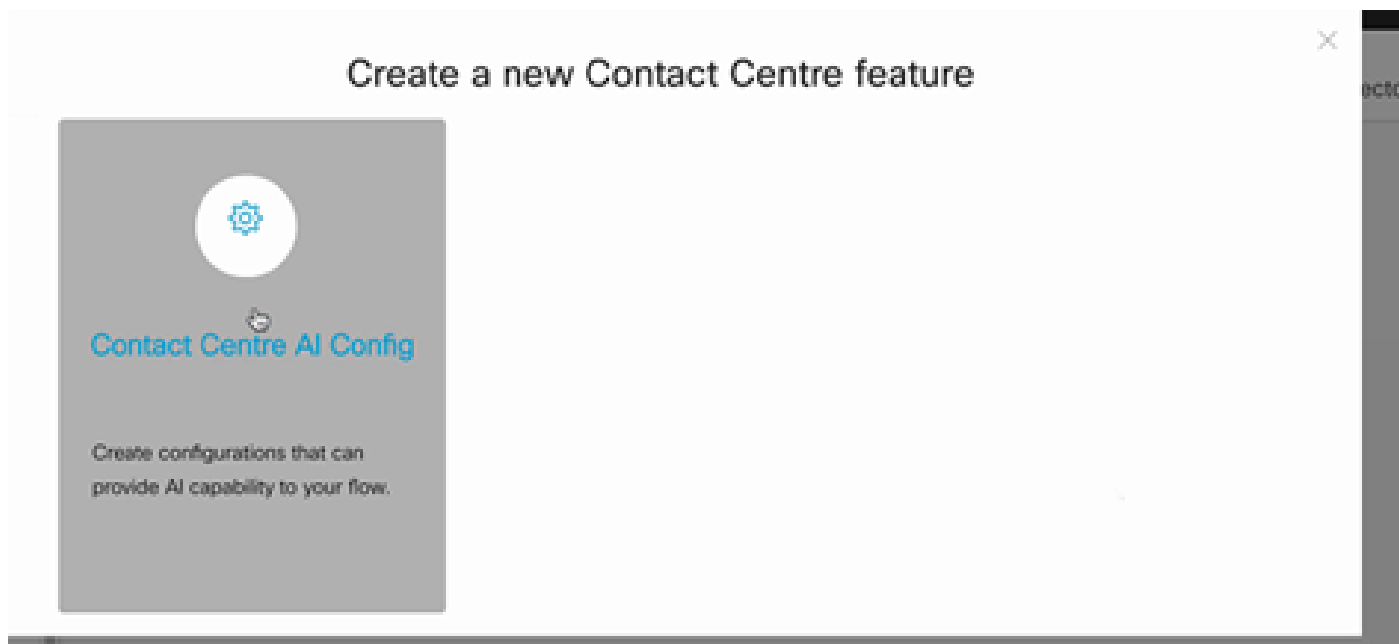 Create a new Contact Centre feature
Contact Centre AI Config
Create configurations that can
provide AI capability to your flow.